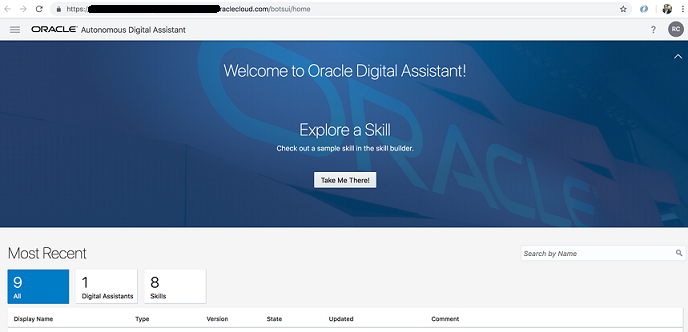 https://
raclecloud.com/botsui/home
ORACLE Autonomous Digital Assistant
? RC
Welcome to Oracle Digital Assistant!
Explore a Skill
Check out a sample skill in the skill builder.
Take Me There!
ORACLE
Most Recent
Search by Name
9
All
1
Digital Assistants
8
Skills
Display Name Type Version State Updated Comment